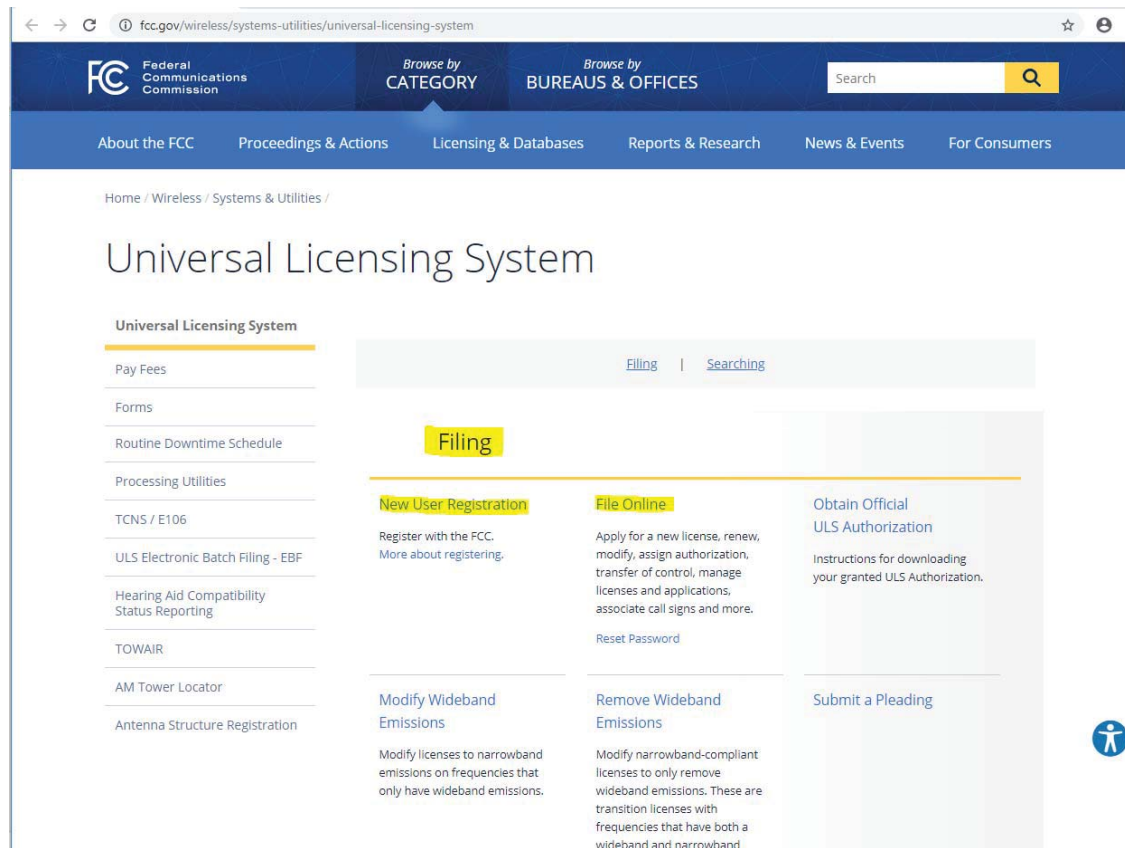 fcc.gov/wireless/systems-utilities/universal-licensing-system
FCC
Federal
Communications
Commission
Browse by
CATEGORY
Browse by
BUREAUS & OFFICES
Search
About the FCC
Proceedings & Actions
Licensing & Databases
Reports & Research
News & Events
For Consumers
Home / Wireless / Systems & Utilities /
Universal Licensing System
Universal Licensing System
Pay Fees
Forms
Routine Downtime Schedule
Processing Utilities
TCNS / E106
ULS Electronic Batch Filing - EBF
Hearing Aid Compatibility
Status Reporting
TOWAIR
AM Tower Locator
Antenna Structure Registration
Filing | Searching
Filing
New User Registration
Register with the FCC.
More about registering.
File Online
Apply for a new license, renew,
modify, assign authorization,
transfer of control, manage
licenses and applications,
associate call signs and more.
Reset Password
Obtain Official
ULS Authorization
Instructions for downloading
your granted ULS Authorization.
Modify Wideband
Emissions
Modify licenses to narrowband
emissions on frequencies that
only have wideband emissions.
Remove Wideband
Emissions
Modify narrowband-compliant
licenses to only remove
wideband emissions. These are
transition licenses with
frequencies that have both a
wideband and narrowband
Submit a Pleading